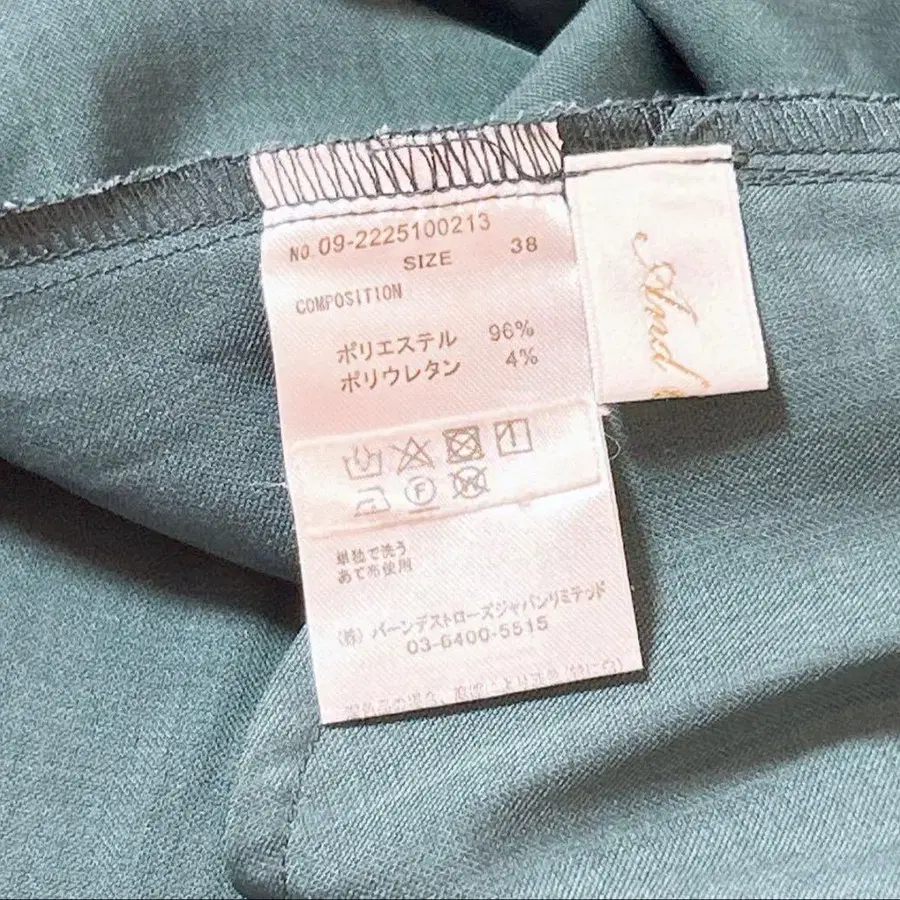 NO. 09-2225100213
SIZE 38
COMPOSITION
ポリエステル 96%
ポリウレタン 4%
F W
単独で洗う
あて布使用
(株) バーンデストローズジャパンリミテッド
03-6400-5515
And